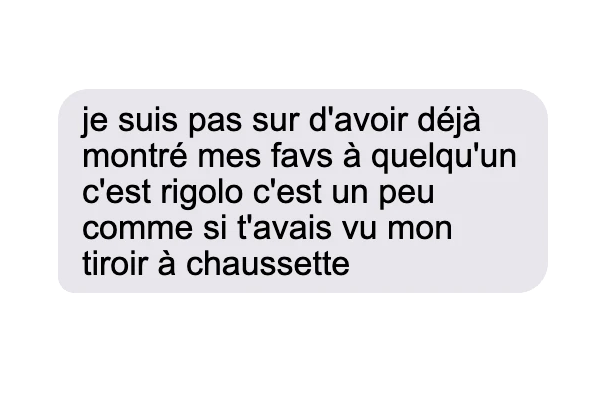 je suis pas sur d'avoir déjà
montré mes favs à quelqu'un
c'est rigolo c'est un peu
comme si t'avais vu mon
tiroir à chaussette